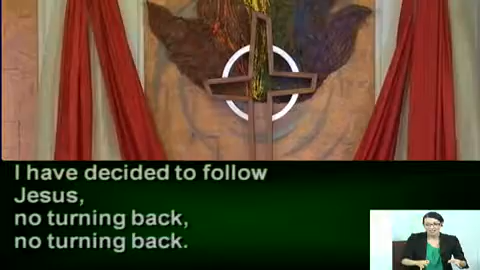 I have decided to follow
Jesus,
no turning back,
no turning back.